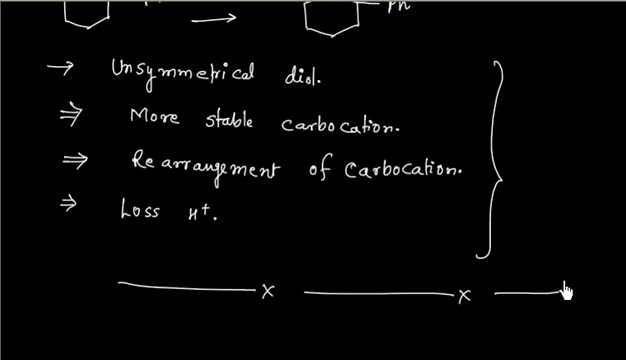 Ph
→ Unsymmetrical diol.
⇒ More stable carbocation.
⇒ Rearrangement of Carbocation.
⇒ Loss H⁺.
x x